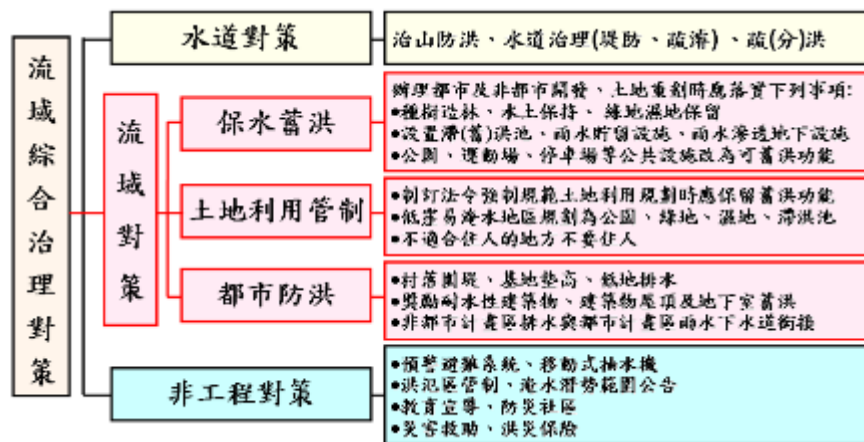 流域綜合治理對策
水道對策
治山防洪、水道治理(堤防、疏濬)、疏(分)洪
流域對策
保水蓄洪
辦理都市及非都市開發、土地重劃時應落實下列事項:
●種樹造林、水土保持、綠地濕地保留
●設置滯(蓄)洪池、雨水貯留設施、雨水滲透地下設施
●公園、運動場、停車場等公共設施改為可蓄洪功能
土地利用管制
●制訂法令強制規範土地利用規劃時應保留蓄洪功能
●低窪易淹水地區規劃為公園、綠地、濕地、滯洪池
●不適合住人的地方不要住人
都市防洪
●村落圍堤、基地墊高、低地排水
●獎勵耐水性建築物、建築物屋頂及地下室蓄洪
●非都市計畫區排水與都市計畫區雨水下水道銜接
非工程對策
●預警避難系統、移動式抽水機
●洪氾區管制、淹水潛勢範圍公告
●教育宣導、防災社區
●災害救助、洪災保險